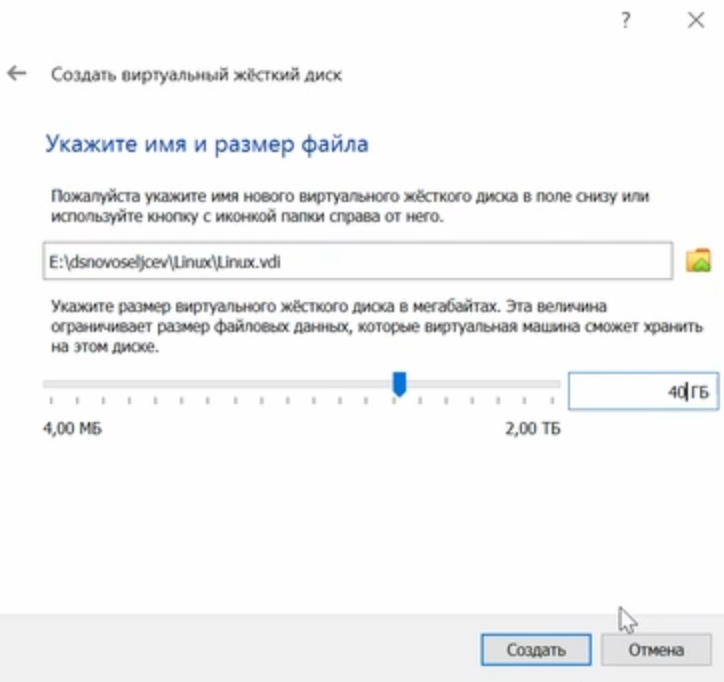 ?
Создать виртуальный жёсткий диск
Укажите имя и размер файла
Пожалуйста укажите имя нового виртуального жёсткого диска в поле снизу или
используйте кнопку с иконкой папки справа от него.
E:\dsnovoseljcev\Linux\Linux.vdi
Укажите размер виртуального жёсткого диска в мегабайтах. Эта величина
ограничивает размер файловых данных, которые виртуальная машина сможет хранить
на этом диске.
40 ГБ
4,00 МБ
2,00 ТБ
Создать
Отмена